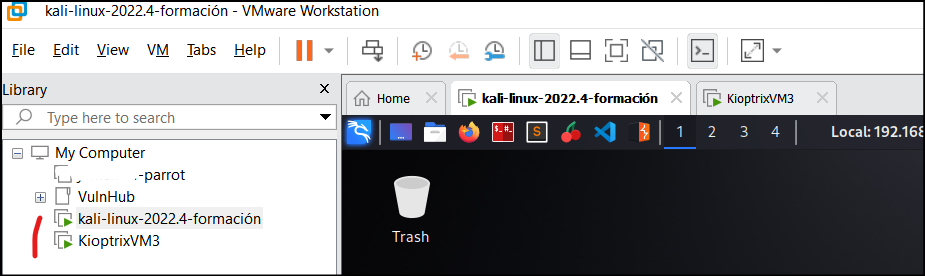 kali-linux-2022.4-formación - VMware Workstation
File Edit View VM Tabs Help
Library
Type here to search
Home
kali-linux-2022.4-formación
KioptrixVM3
1 2 3 4 Local: 192.168
My Computer
-parrot
VulnHub
kali-linux-2022.4-formación
KioptrixVM3
Trash